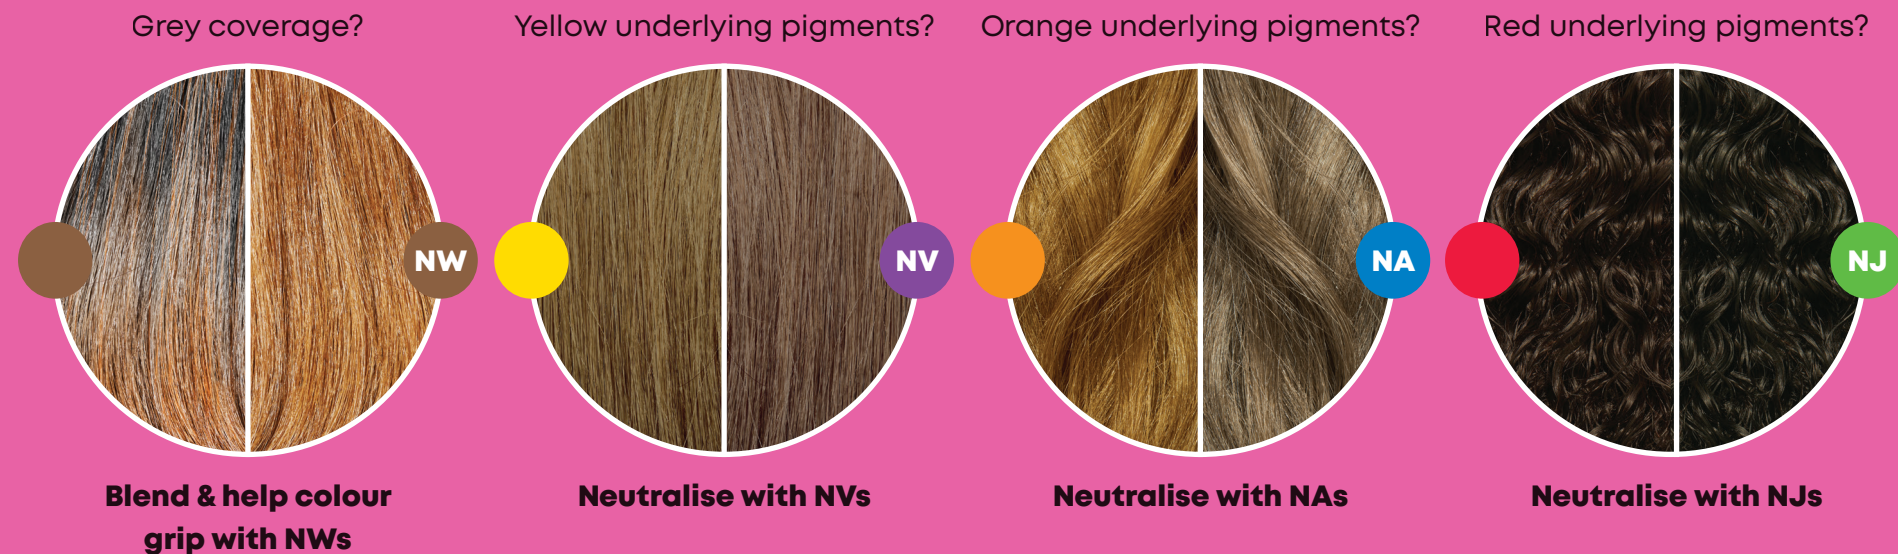 Grey coverage?
Yellow underlying pigments?
Orange underlying pigments?
Red underlying pigments?
NW
NV
NA
NJ
Blend & help colour
grip with NWs
Neutralise with NVs
Neutralise with NAs
Neutralise with NJs